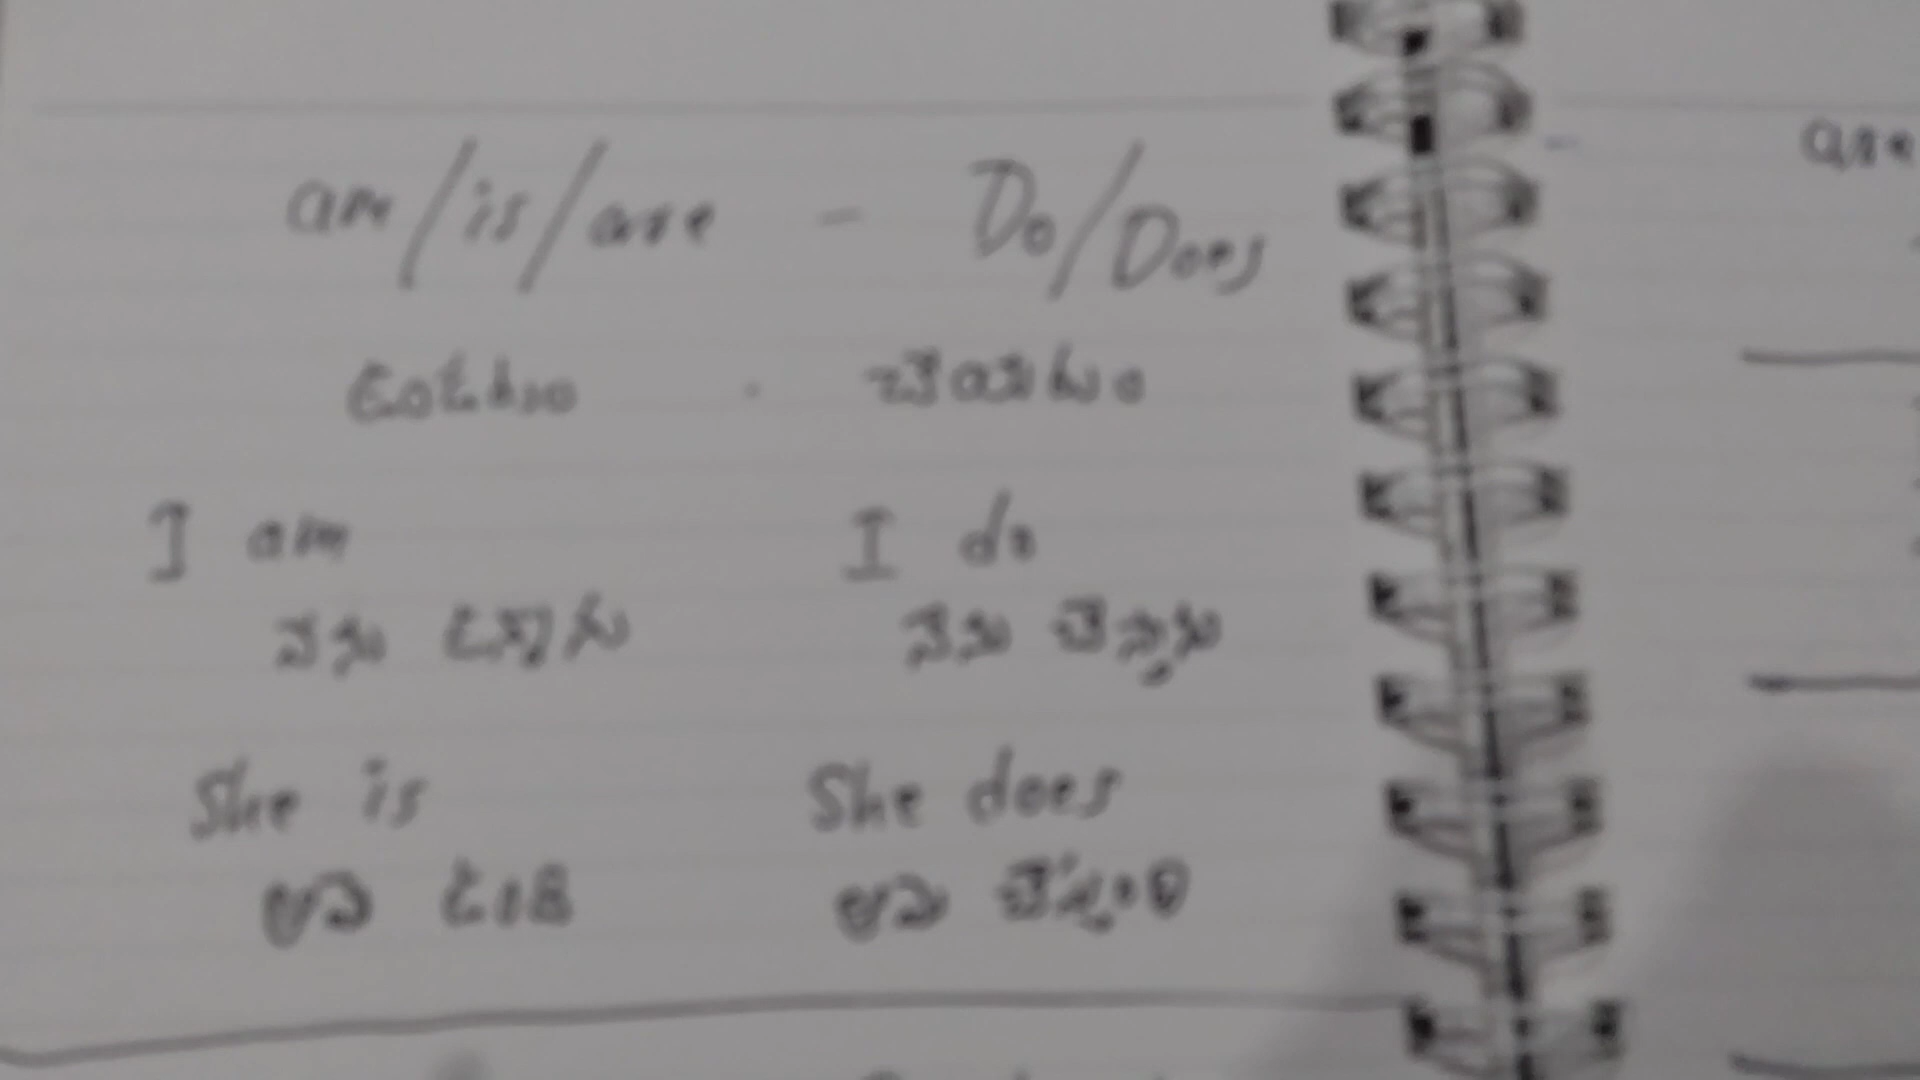 am/is/are - Do/Does
ఉండటం - చేయటం
I am I do
నేను ఉన్నాను నేను చేస్తాను
She is She does
ఆమె ఉంది ఆమె చేస్తుంది